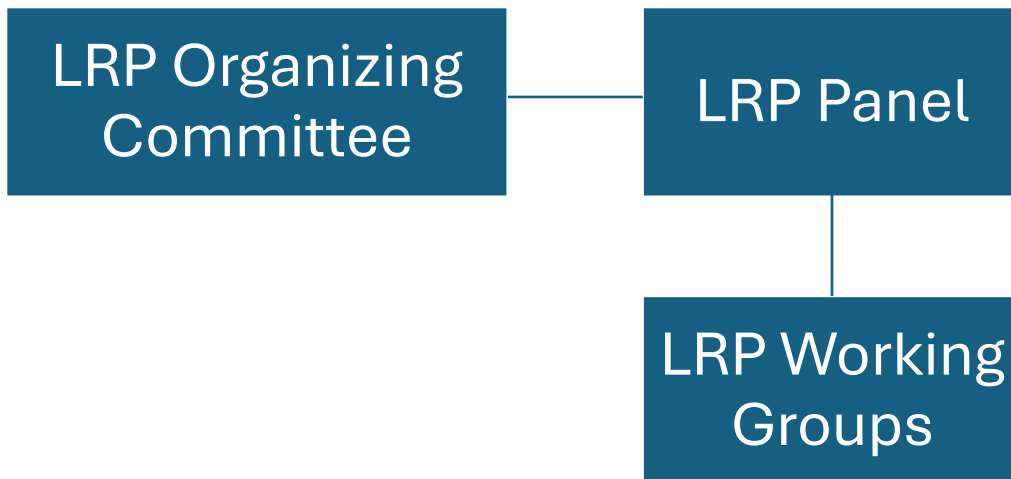 LRP Organizing
Committee
LRP Panel
LRP Working
Groups